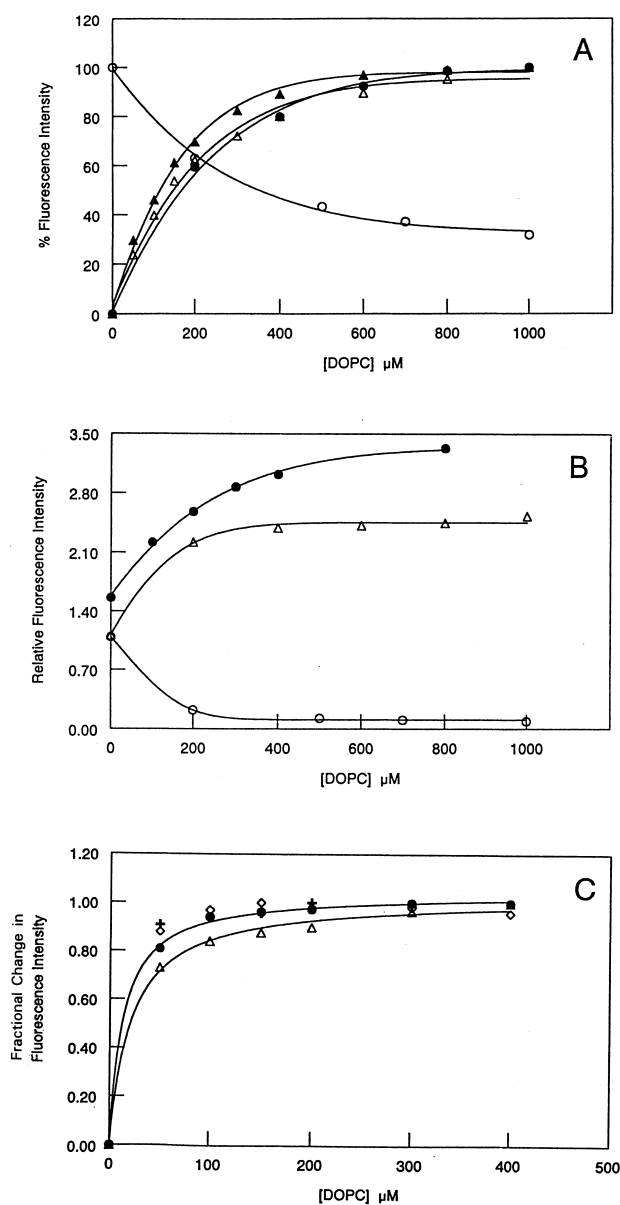 A
120
100
80
60
40
20
0
% Fluorescence Intensity
0 200 400 600 800 1000
[DOPC] µM
B
3.50
2.80
2.10
1.40
0.70
0.00
Relative Fluorescence Intensity
0 200 400 600 800 1000
[DOPC] µM
C
1.20
1.00
0.80
0.60
0.40
0.20
0.00
Fractional Change in
Fluorescence Intensity
0 100 200 300 400 500
[DOPC] µM